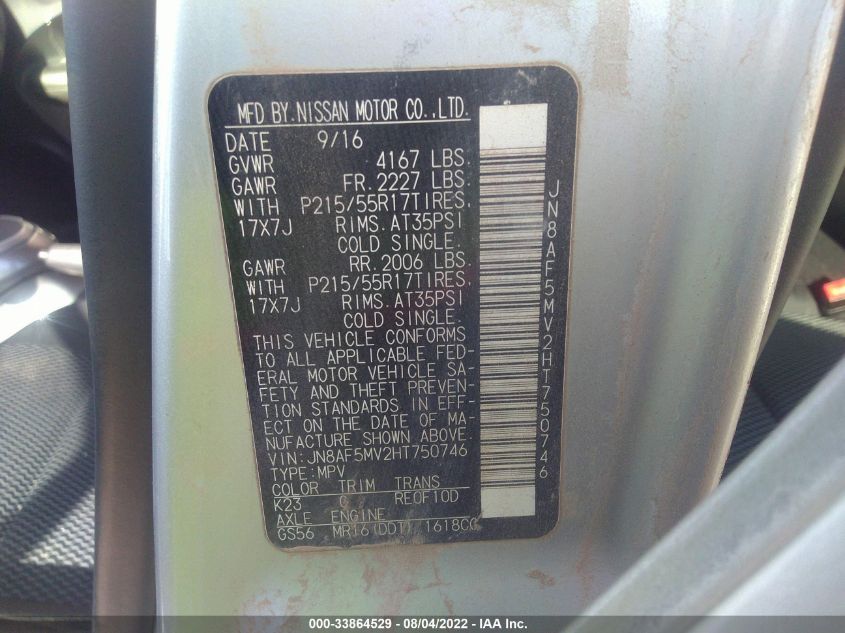 MFD BY.NISSAN MOTOR CO.,LTD.
DATE 9/16
GVWR 4167 LBS.
GAWR FR. 2227 LBS.
WITH P215/55R17TIRES.
17X7J RIMS. AT35PSI
COLD SINGLE.
GAWR RR. 2006 LBS.
WITH P215/55R17TIRES.
17X7J RIMS. AT35PSI
COLD SINGLE.
THIS VEHICLE CONFORMS
TO ALL APPLICABLE FED-
ERAL MOTOR VEHICLE SA-
FETY AND THEFT PREVEN-
TION STANDARDS IN EFF-
ECT ON THE DATE OF MA-
NUFACTURE SHOWN ABOVE.
VIN:JN8AF5MV2HT750746
TYPE:MPV
COLOR TRIM TRANS
K23 G RE0F10D
AXLE ENGINE
GS56 MR16(DDT) 1618CC
JN8AF5MV2HT750746
000-33864529 - 08/04/2022 - IAA Inc.